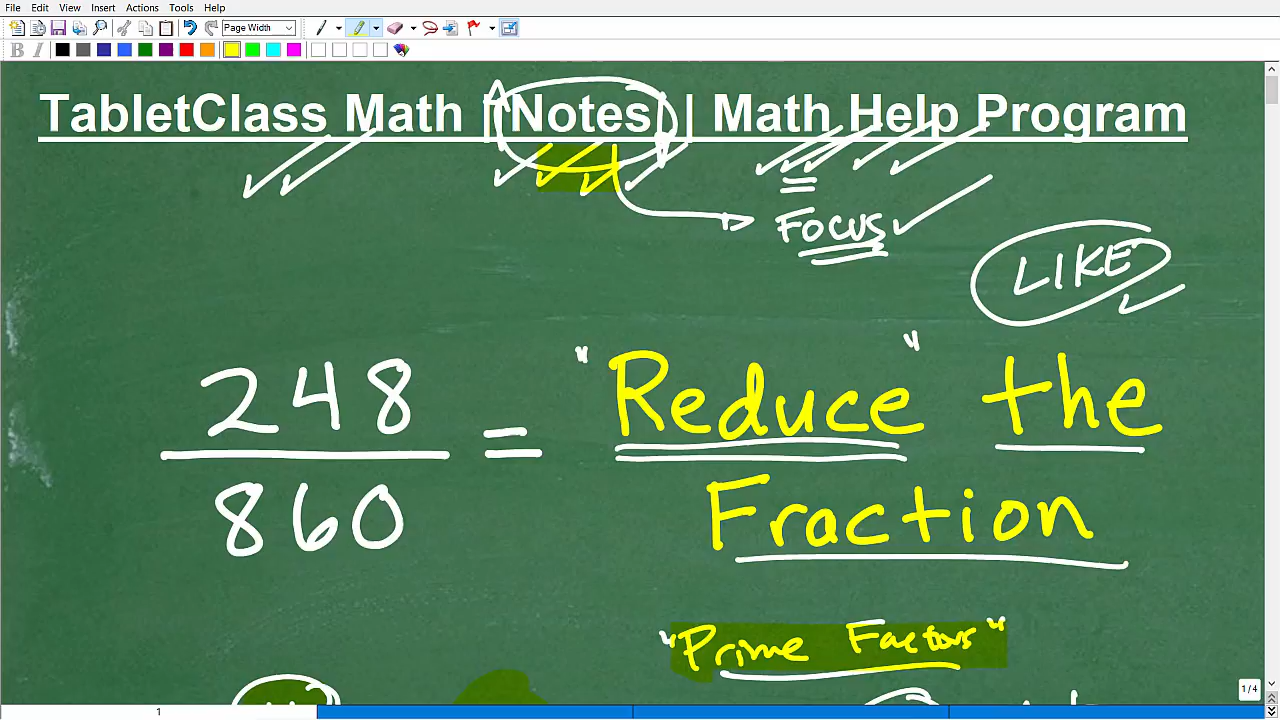 File Edit View Insert Actions Tools Help
Page Width
B I
TabletClass Math | Notes | Math Help Program
FOCUS
LIKE
248
860
=
"Reduce" the
Fraction
"Prime Factors"
1/4
1